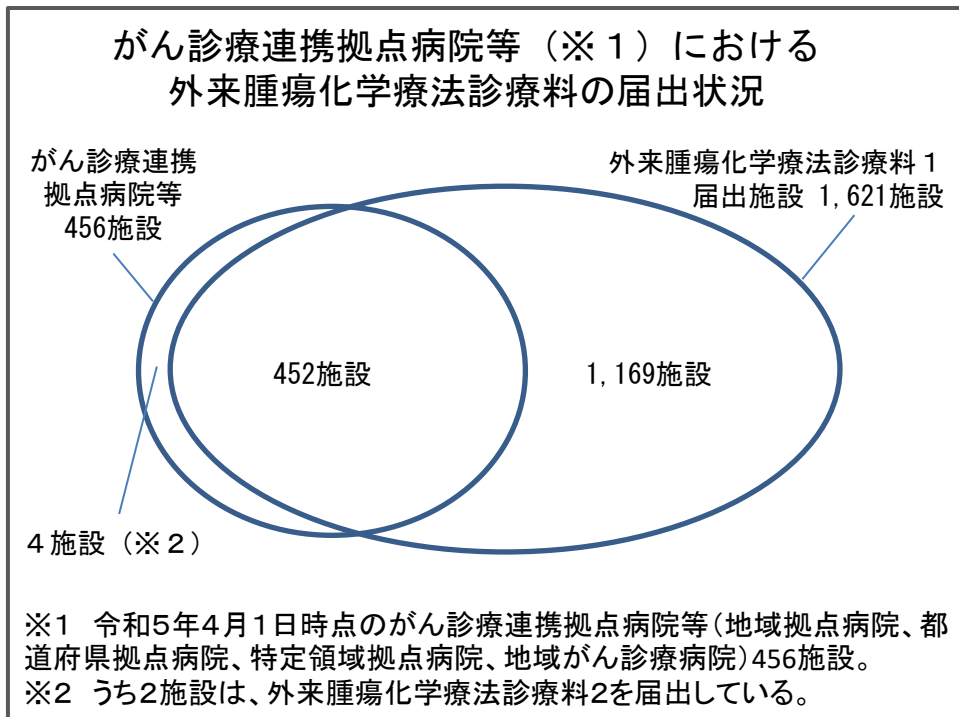 がん診療連携拠点病院等（※１）における
外来腫瘍化学療法診療料の届出状況
がん診療連携
拠点病院等
456施設
外来腫瘍化学療法診療料１
届出施設 1,621施設
452施設
1,169施設
４施設（※２）
※1　令和5年4月1日時点のがん診療連携拠点病院等（地域拠点病院、都
道府県拠点病院、特定領域拠点病院、地域がん診療病院）456施設。
※2　うち2施設は、外来腫瘍化学療法診療料2を届出している。